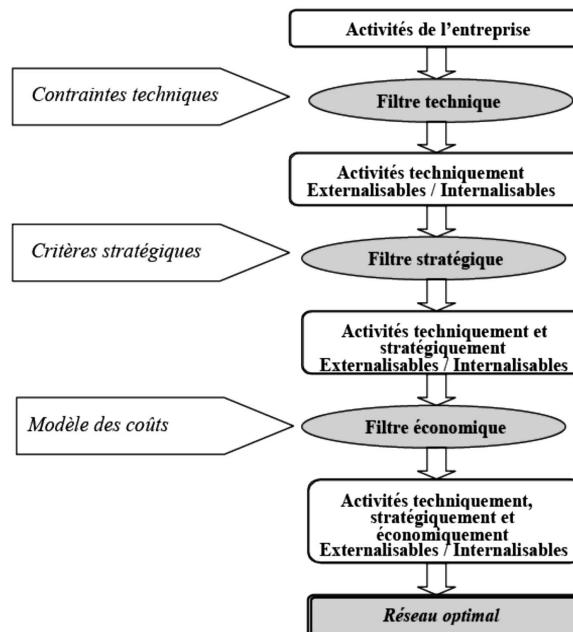 Activités de l'entreprise
Contraintes techniques
Filtre technique
Activités techniquement
Externalisables / Internalisables
Critères stratégiques
Filtre stratégique
Activités techniquement et
stratégiquement
Externalisables / Internalisables
Modèle des coûts
Filtre économique
Activités techniquement,
stratégiquement et
économiquement
Externalisables / Internalisables
Réseau optimal